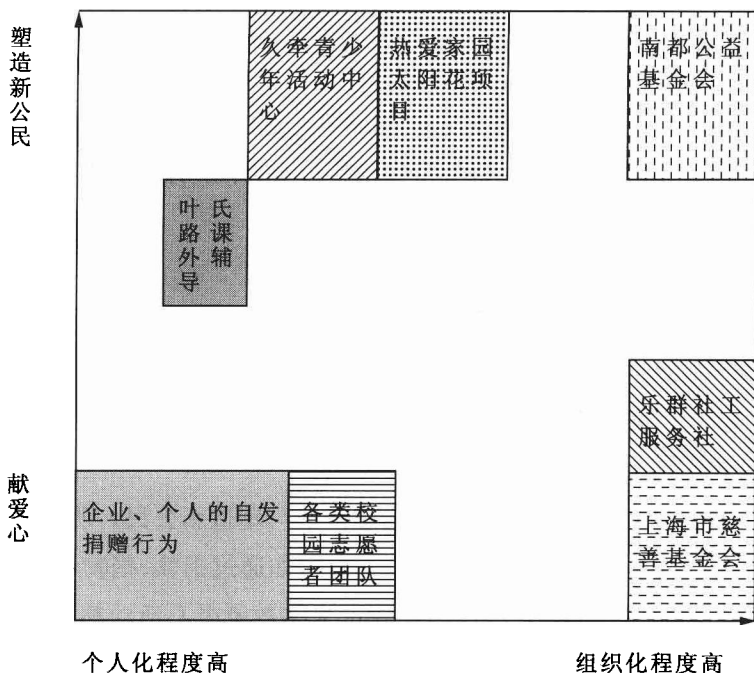 塑造新公民
久牵青少
年活动中
心
热爱家园
太阳花项
目
南都公益
基金会
叶氏
路课
外辅
导
乐群社工
服务社
献爱心
企业、个人的自发
捐赠行为
各类校
园志愿
者团队
上海市慈
善基金会
个人化程度高
组织化程度高